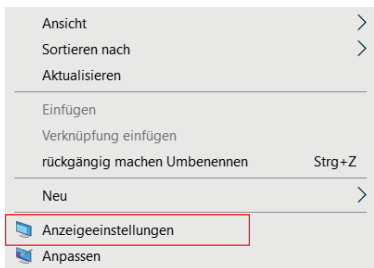 Ansicht
Sortieren nach
Aktualisieren
Einfügen
Verknüpfung einfügen
rückgängig machen Umbenennen Strg+Z
Neu
Anzeigeeinstellungen
Anpassen